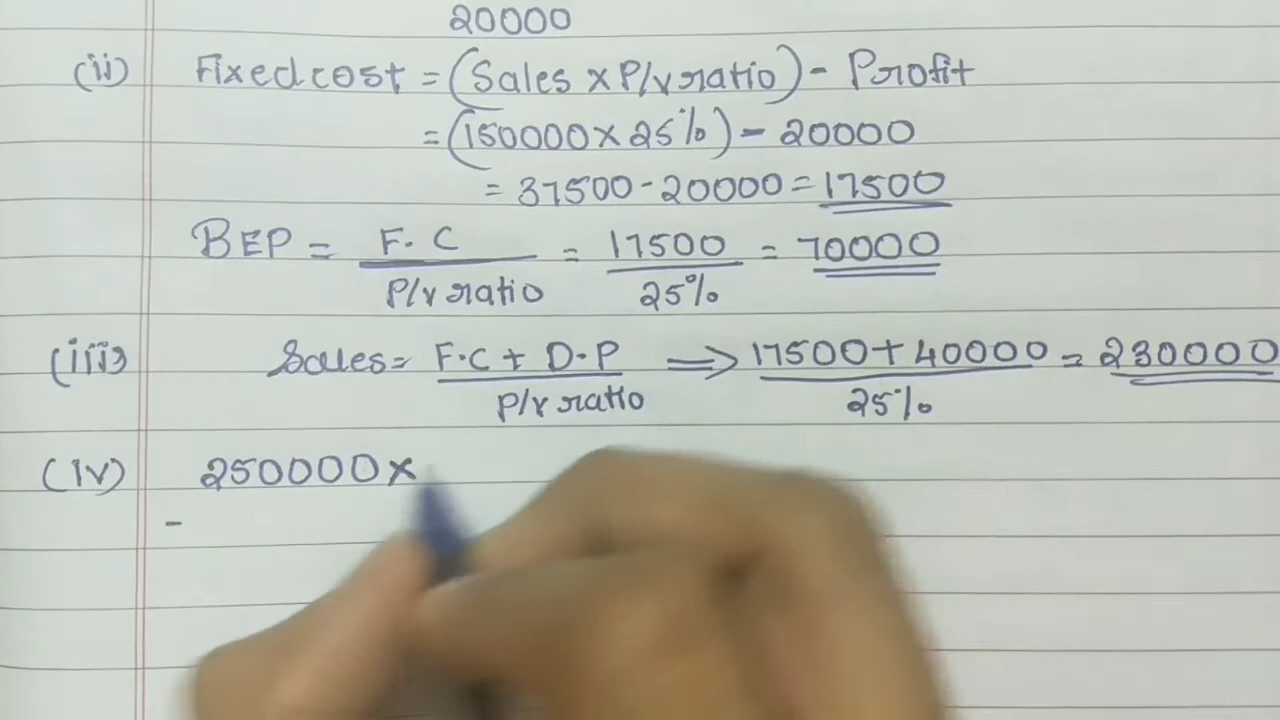 20000
(ii) Fixed cost = (Sales x P/v ratio) - Profit
= (150000 x 25%) - 20000
= 37500 - 20000 = 17500
BEP = F.C / P/v ratio = 17500 / 25% = 70000
(iii) Sales = F.C + D.P / P/v ratio ⇒ 17500 + 40000 / 25% = 230000
(iv) 250000 x
-